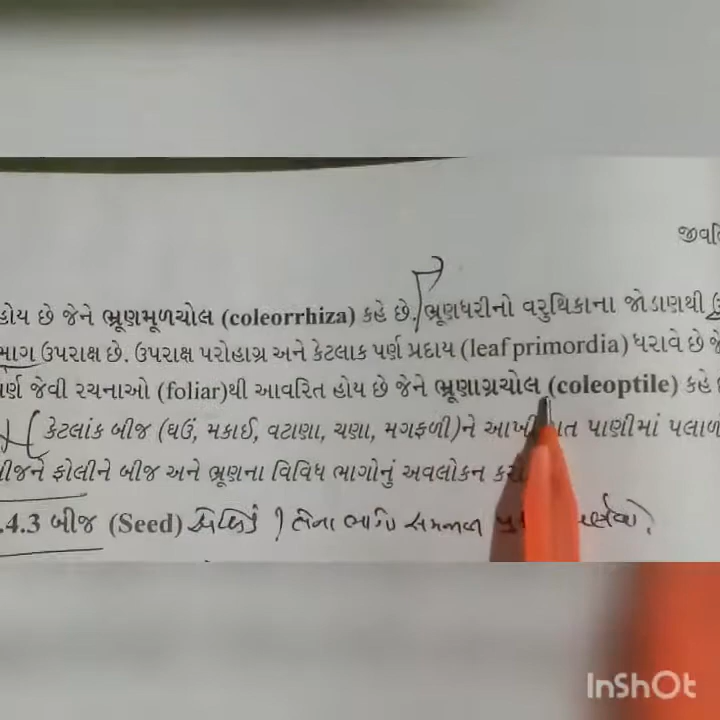 જીવવિ
હોય છે જેને ભ્રૂણમૂળચોલ (coleorrhiza) કહે છે. ભ્રૂણધરીનો વરુથિકાના જોડાણથી
ભાગ ઉપરાક્ષ છે. ઉપરાક્ષ પરોહાગ્ર અને કેટલાક પર્ણ પ્રદાય (leaf primordia) ધરાવે છે જે
પર્ણ જેવી રચનાઓ (foliar)થી આવરિત હોય છે જેને ભ્રૂણાગ્રચોલ (coleoptile) કહે
કેટલાંક બીજ (ઘઉં, મકાઈ, વટાણા, ચણા, મગફળી)ને આખી પાણીમાં પલાળ
બીજને ફોલીને બીજ અને ભ્રૂણના વિવિધ ભાગોનું અવલોકન
.4.3 બીજ (Seed)
InShOt